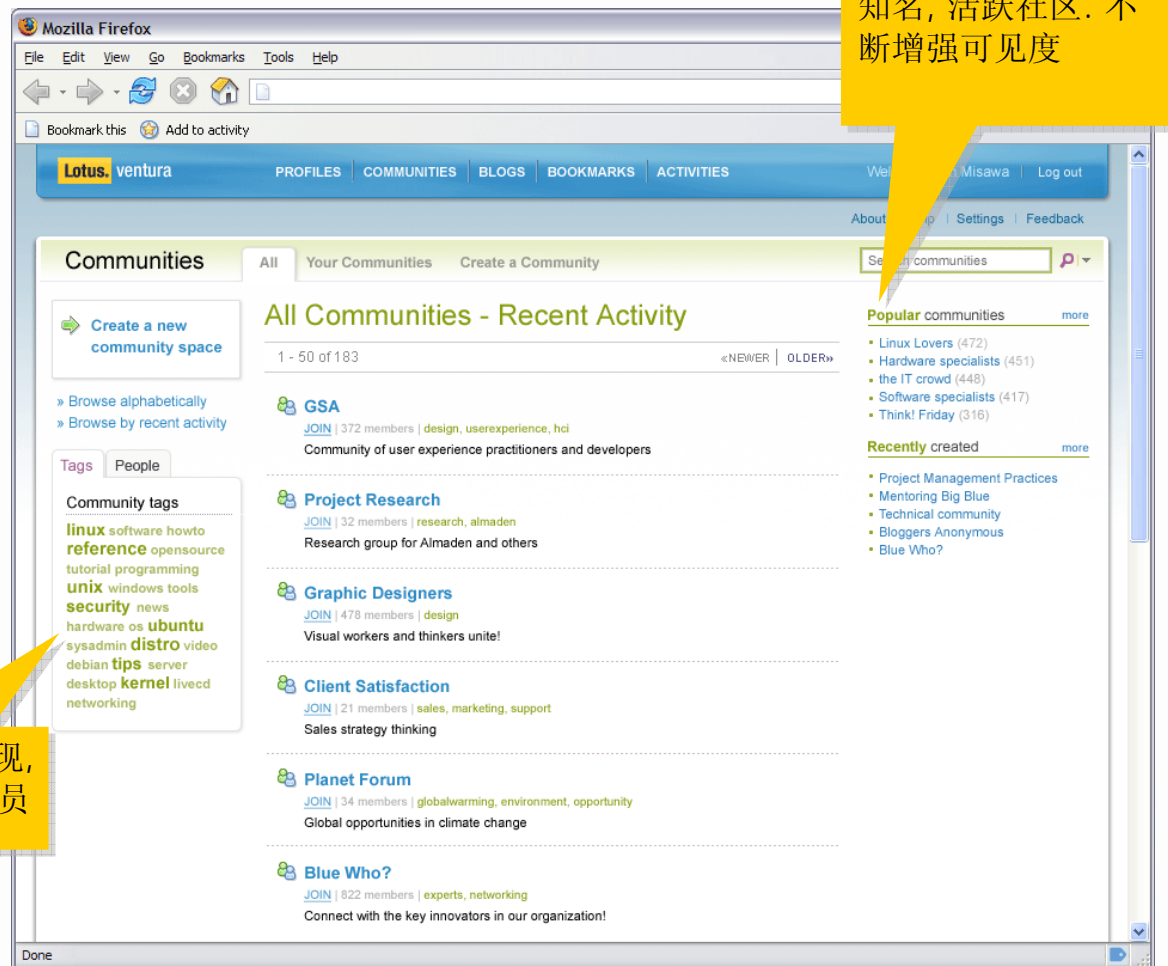 Mozilla Firefox
知名, 活跃社区. 不
断增强可见度
File Edit View Go Bookmarks Tools Help
Bookmark this Add to activity
Lotus. ventura
PROFILES COMMUNITIES BLOGS BOOKMARKS ACTIVITIES
Misawa Log out
About Settings Feedback
Communities
All Your Communities Create a Community
communities
Create a new
community space
» Browse alphabetically
» Browse by recent activity
Tags People
Community tags
linux software howto
reference opensource
tutorial programming
unix windows tools
security news
hardware os ubuntu
sysadmin distro video
debian tips server
desktop kernel livecd
networking
现,
员
All Communities - Recent Activity
1 - 50 of 183 «NEWER OLDER»
GSA
JOIN | 372 members | design, userexperience, hci
Community of user experience practitioners and developers
Project Research
JOIN | 32 members | research, almaden
Research group for Almaden and others
Graphic Designers
JOIN | 478 members | design
Visual workers and thinkers unite!
Client Satisfaction
JOIN | 21 members | sales, marketing, support
Sales strategy thinking
Planet Forum
JOIN | 34 members | globalwarming, environment, opportunity
Global opportunities in climate change
Blue Who?
JOIN | 822 members | experts, networking
Connect with the key innovators in our organization!
Popular communities more
Linux Lovers (472)
Hardware specialists (451)
the IT crowd (448)
Software specialists (417)
Think! Friday (316)
Recently created more
Project Management Practices
Mentoring Big Blue
Technical community
Bloggers Anonymous
Blue Who?
Done